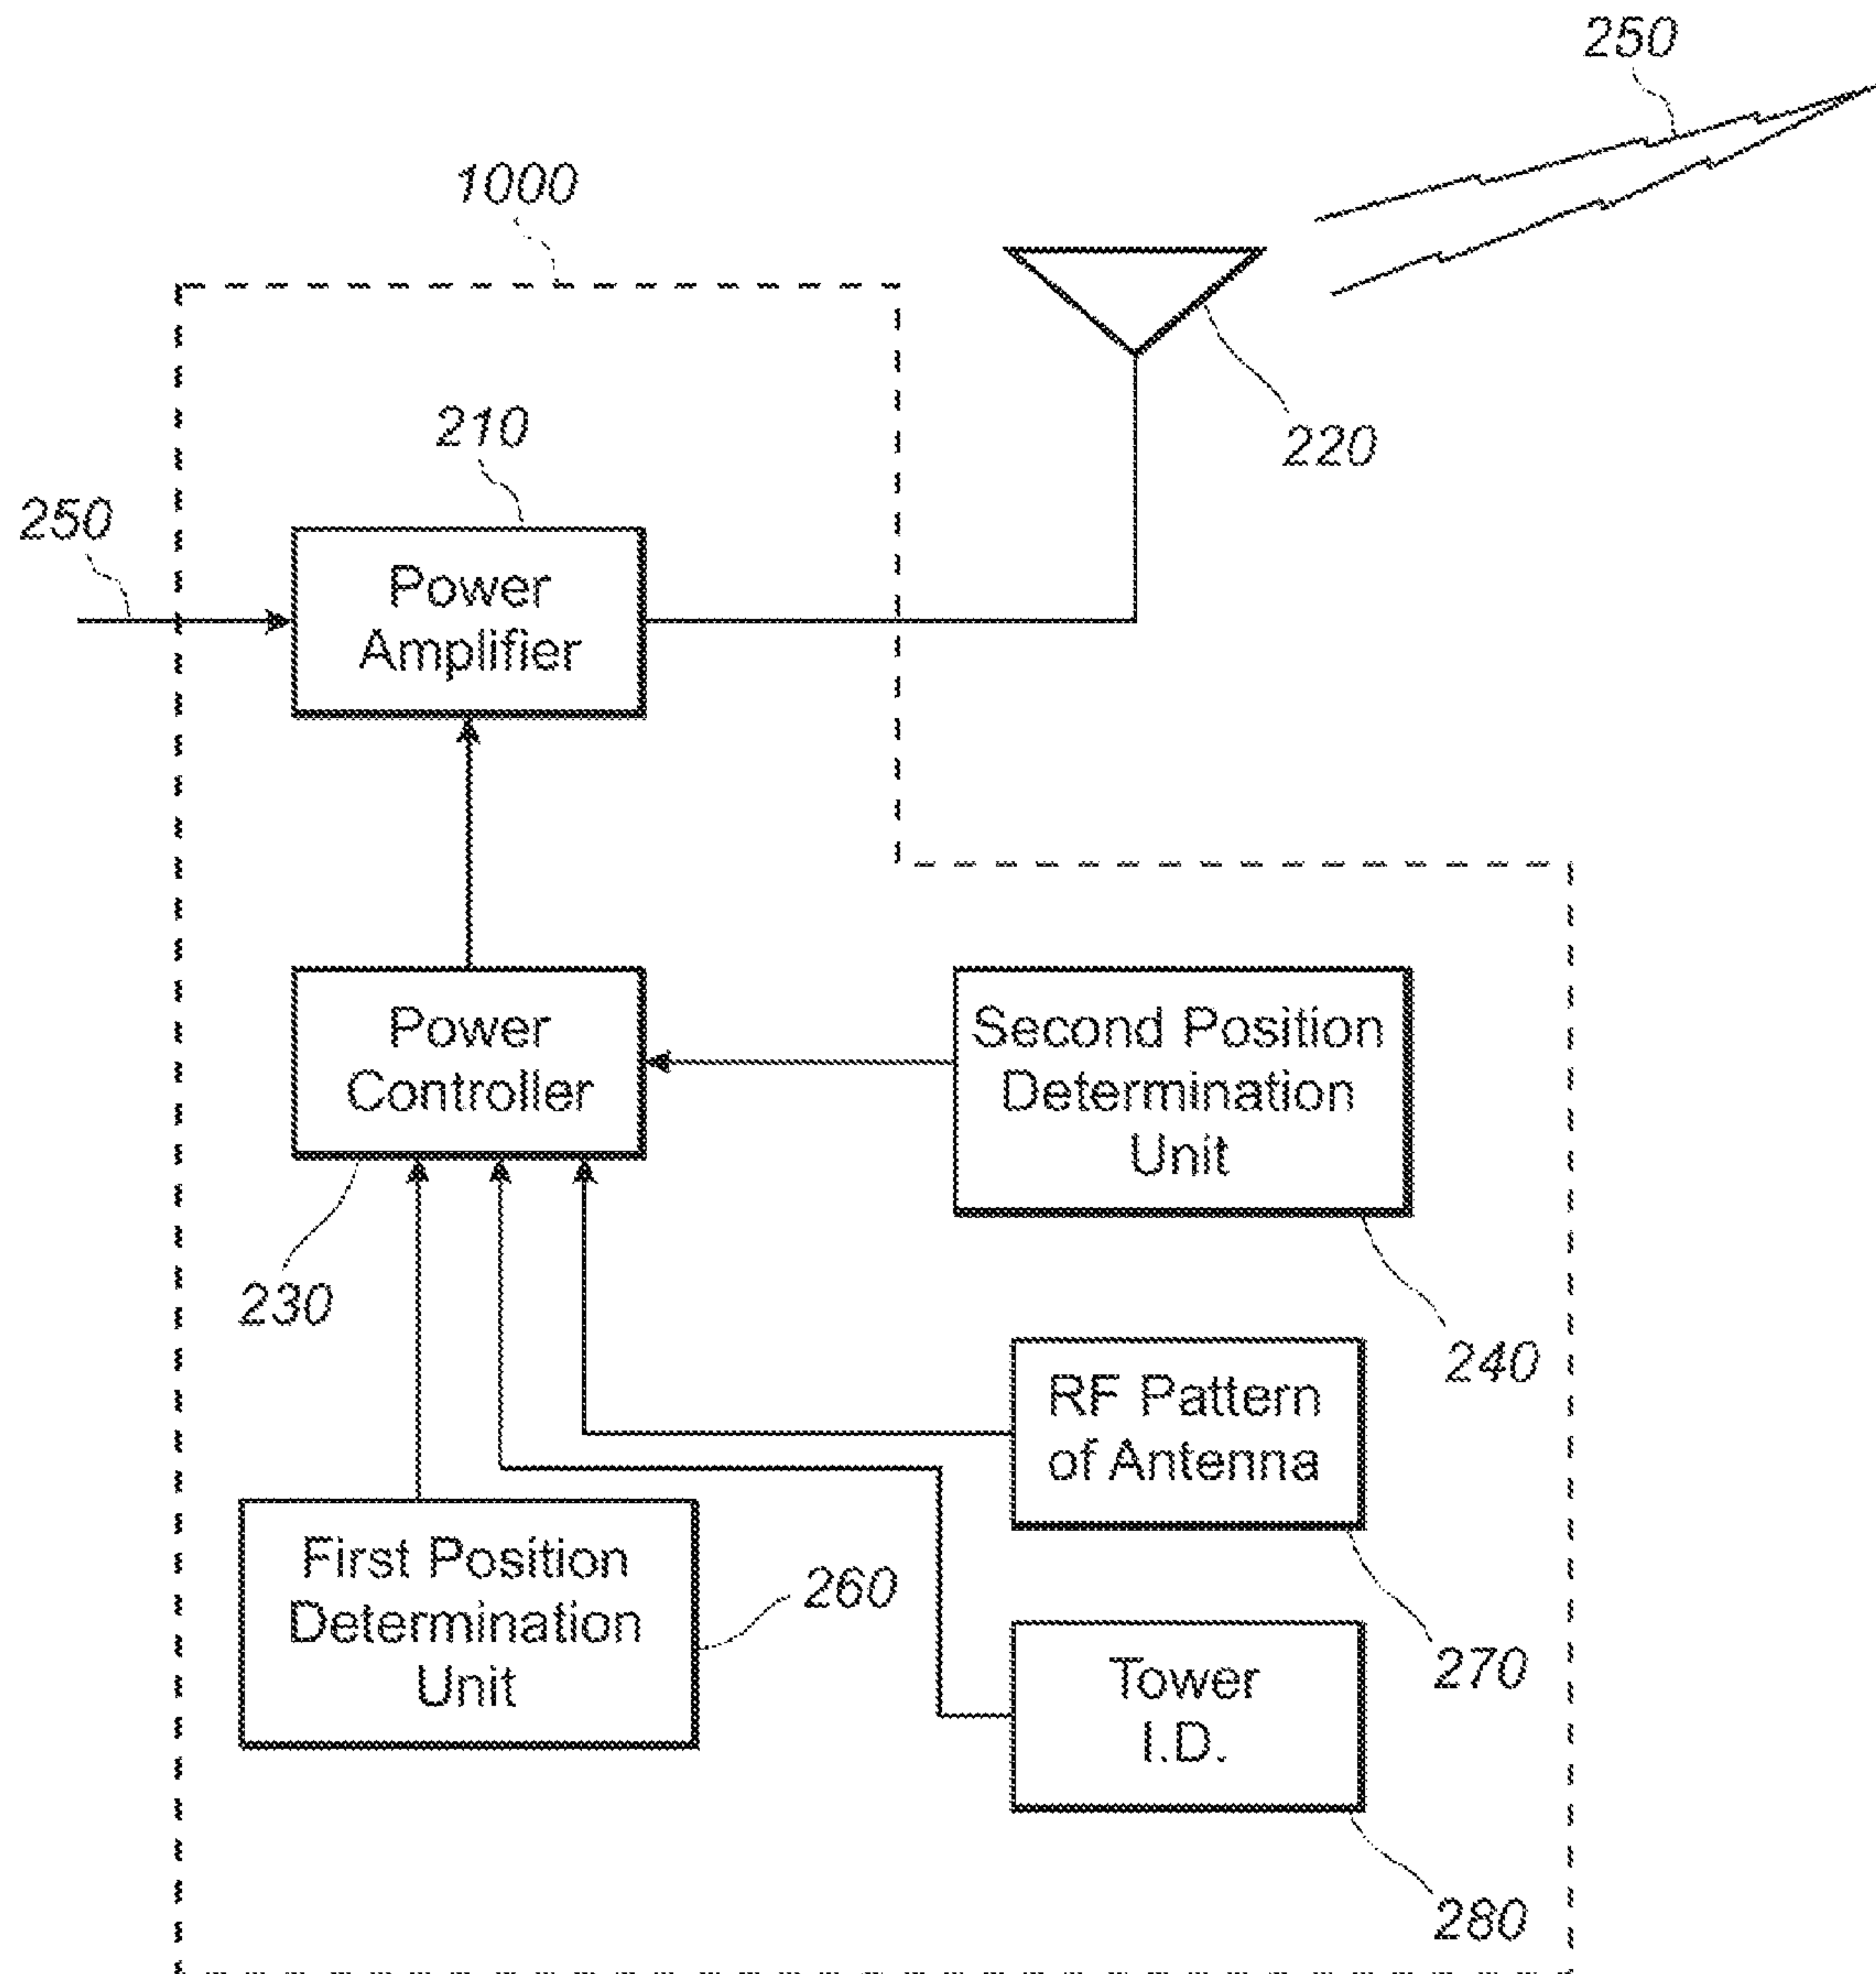 250
1000
220
210
250
Power
Amplifier
Power
Controller
Second Position
Determination
Unit
230
240
RF Pattern
of Antenna
First Position
Determination
Unit
260
270
Tower
I.D.
280